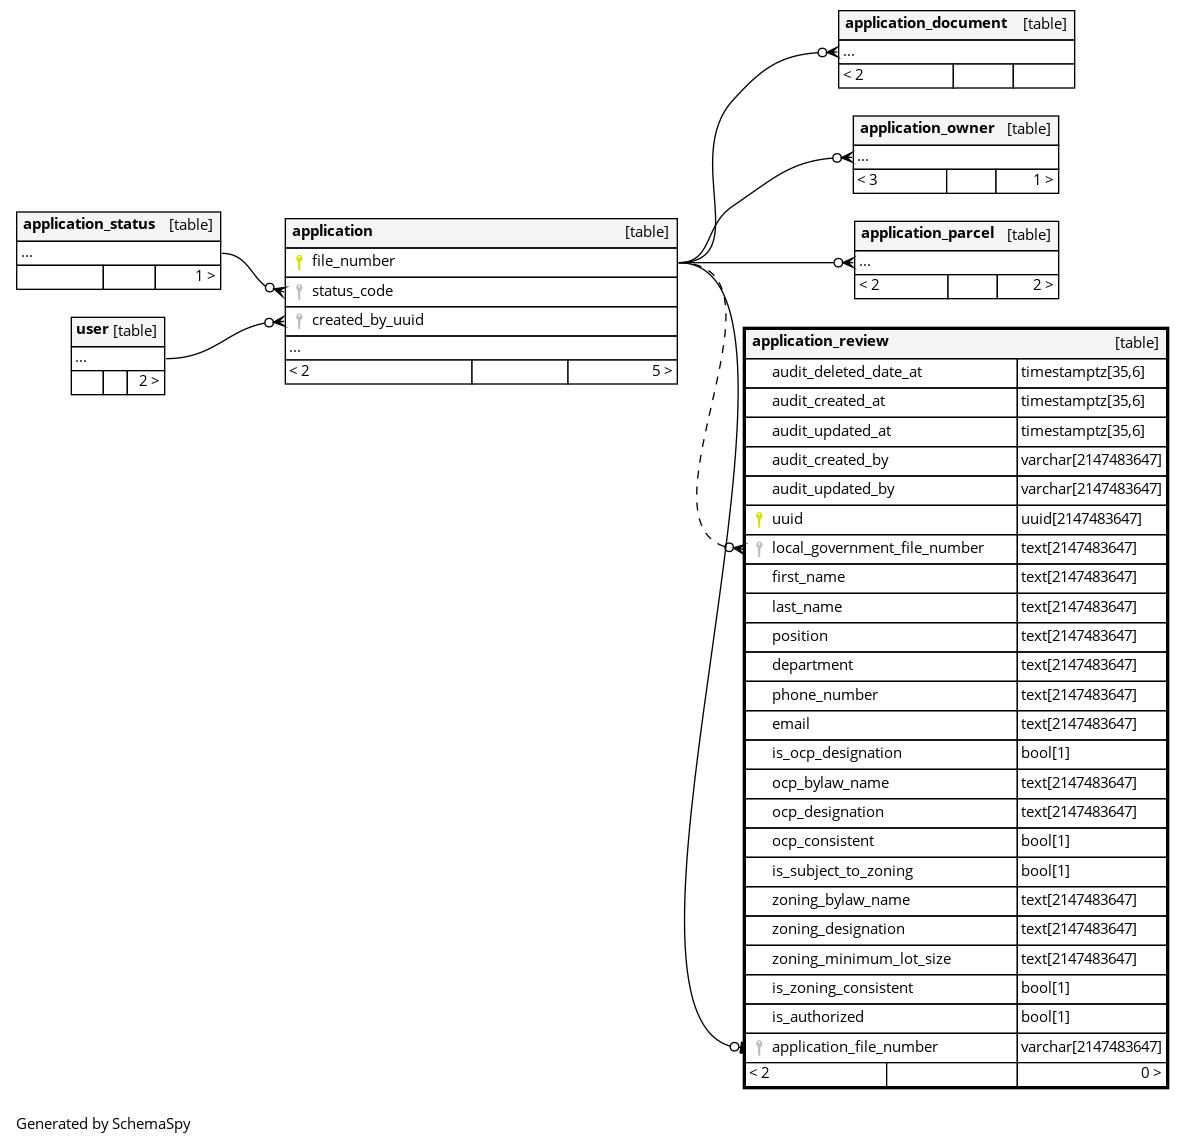 application_document [table]
...
< 2
application_owner [table]
...
< 3 1 >
application_status [table]
...
1 >
application [table]
file_number
status_code
created_by_uuid
...
< 2 5 >
application_parcel [table]
...
< 2 2 >
user [table]
...
2 >
application_review [table]
audit_deleted_date_at timestamptz[35,6]
audit_created_at timestamptz[35,6]
audit_updated_at timestamptz[35,6]
audit_created_by varchar[2147483647]
audit_updated_by varchar[2147483647]
uuid uuid[2147483647]
local_government_file_number text[2147483647]
first_name text[2147483647]
last_name text[2147483647]
position text[2147483647]
department text[2147483647]
phone_number text[2147483647]
email text[2147483647]
is_ocp_designation bool[1]
ocp_bylaw_name text[2147483647]
ocp_designation text[2147483647]
ocp_consistent bool[1]
is_subject_to_zoning bool[1]
zoning_bylaw_name text[2147483647]
zoning_designation text[2147483647]
zoning_minimum_lot_size text[2147483647]
is_zoning_consistent bool[1]
is_authorized bool[1]
application_file_number varchar[2147483647]
< 2 0 >
Generated by SchemaSpy